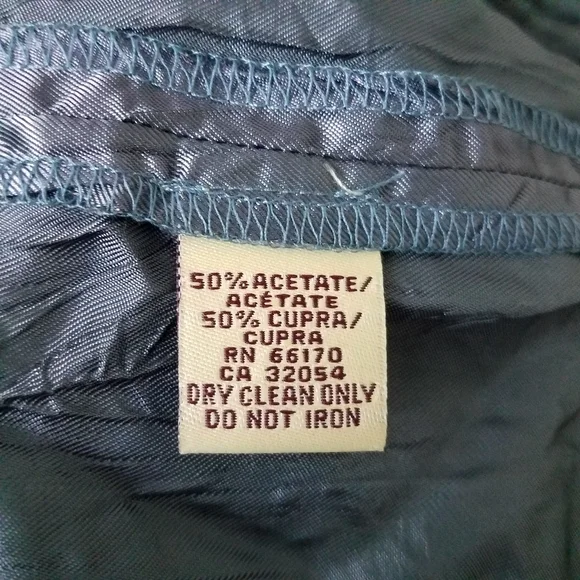 50% ACETATE/
ACÉTATE
50% CUPRA/
CUPRA
RN 66170
CA 32054
DRY CLEAN ONLY
DO NOT IRON